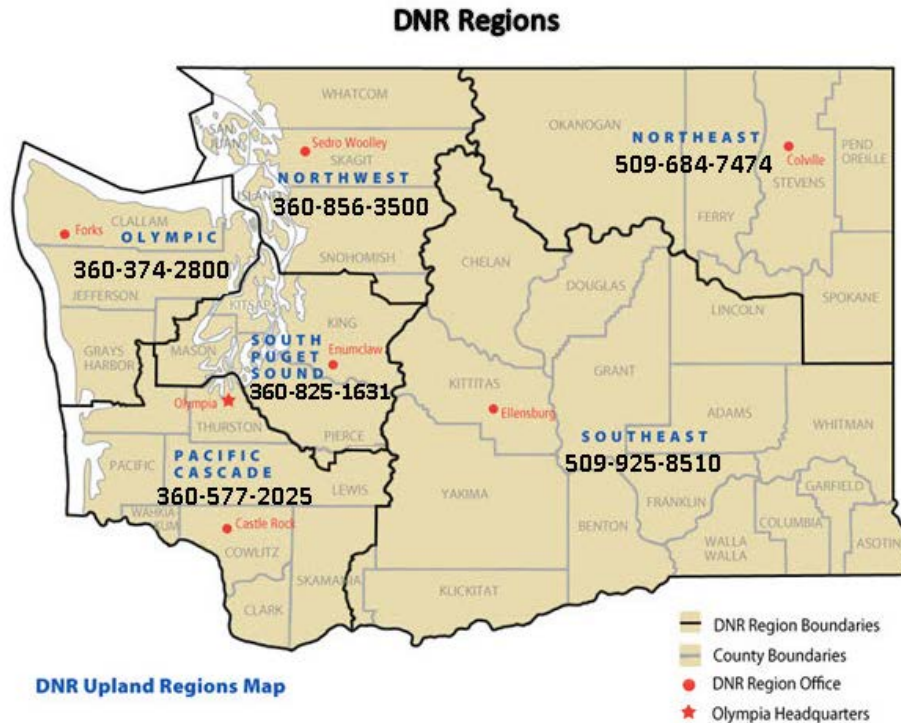 DNR Regions
WHATCOM
OKANOGAN
SAN
JUAN
Sedro Woolley
SKAGIT
NORTHWEST
360-856-3500
ISLAND
NORTHEAST
509-684-7474
Colville
STEVENS
PEND
OREILLE
FERRY
CLALLAM
Forks
OLYMPIC
360-374-2800
JEFFERSON
SNOHOMISH
CHELAN
DOUGLAS
LINCOLN
SPOKANE
KITSAP
KING
MASON
GRAYS
HARBOR
SOUTH
PUGET
SOUND
Enumclaw
360-825-1631
KITTITAS
GRANT
Ellensburg
ADAMS
WHITMAN
Olympia
THURSTON
PIERCE
SOUTHEAST
509-925-8510
PACIFIC
PACIFIC
CASCADE
360-577-2025
LEWIS
YAKIMA
FRANKLIN
GARFIELD
BENTON
COLUMBIA
WALLA
WALLA
ASOTIN
WAHKIA
KUM
Castle Rock
COWLITZ
SKAMANIA
CLARK
KLICKITAT
DNR Region Boundaries
County Boundaries
DNR Region Office
Olympia Headquarters
DNR Upland Regions Map